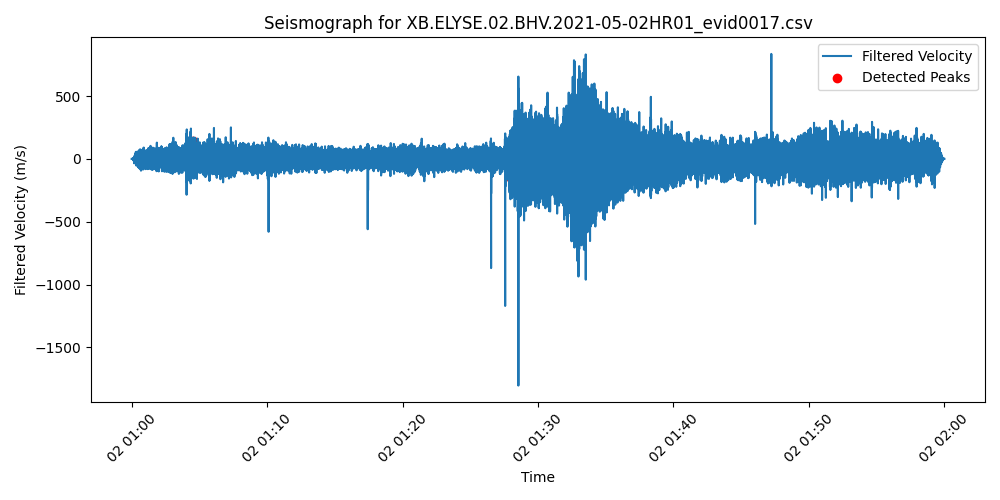 Seismograph for XB.ELYSE.02.BHV.2021-05-02HR01_evid0017.csv
Filtered Velocity
Detected Peaks
Filtered Velocity (m/s)
500
0
−500
−1000
−1500
02 01:00
02 01:10
02 01:20
02 01:30
02 01:40
02 01:50
02 02:00
Time